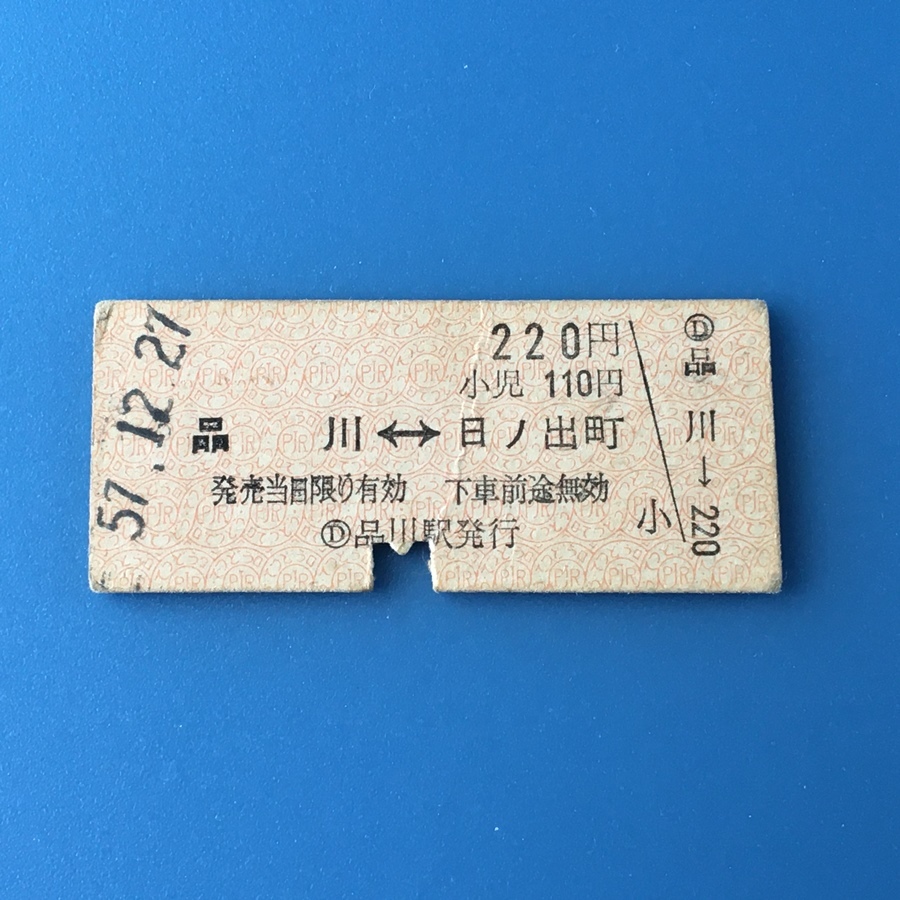 57.12.27
220円
小児 110円
品 川 ↔ 日ノ出町
発売当日限り有効 下車前途無効
Ⓓ品川駅発行
小
Ⓓ品 川 → 220